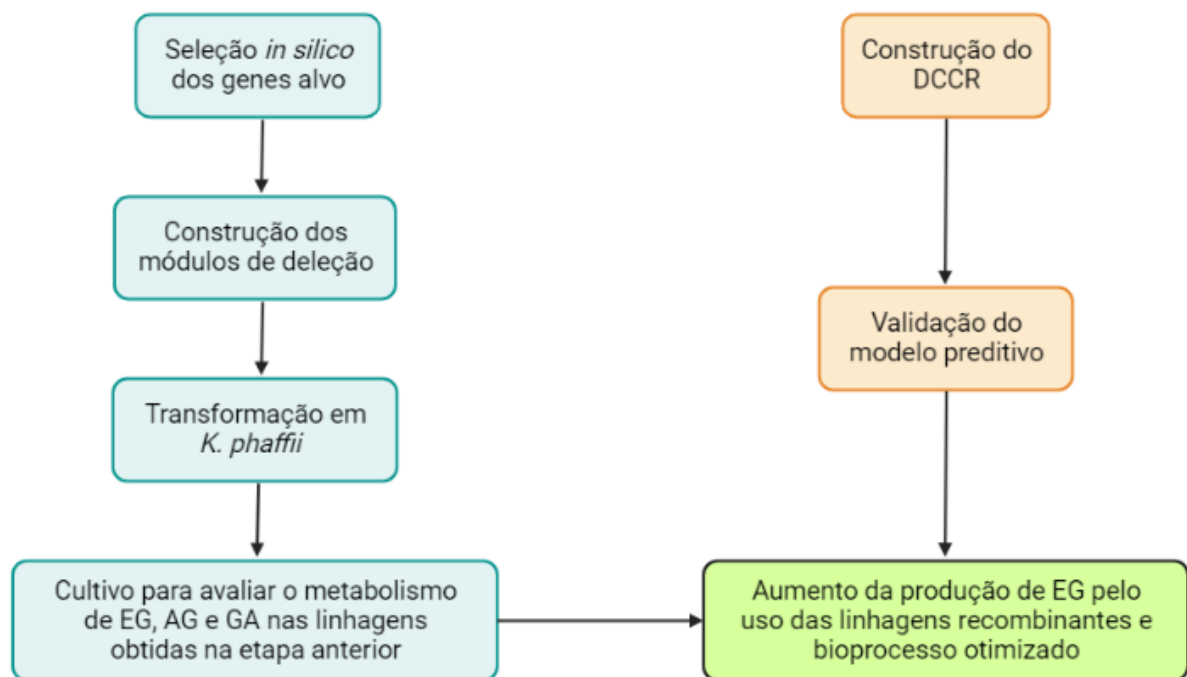 Seleção in silico
dos genes alvo
Construção dos
módulos de deleção
Transformação em
K. phaffii
Cultivo para avaliar o metabolismo
de EG, AG e GA nas linhagens
obtidas na etapa anterior
Construção do
DCCR
Validação do
modelo preditivo
Aumento da produção de EG pelo
uso das linhagens recombinantes e
bioprocesso otimizado